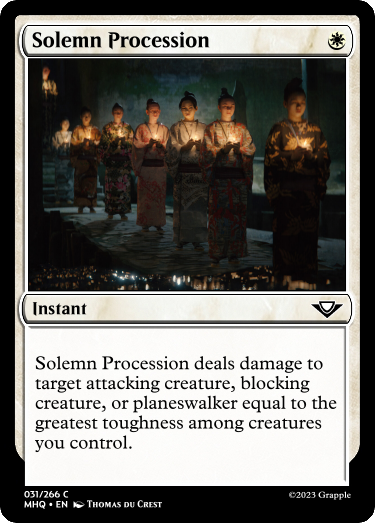 Solemn Procession
Instant
Solemn Procession deals damage to
target attacking creature, blocking
creature, or planeswalker equal to the
greatest toughness among creatures
you control.
031/266 C
MHQ • EN Thomas du Crest
©2023 Grapple